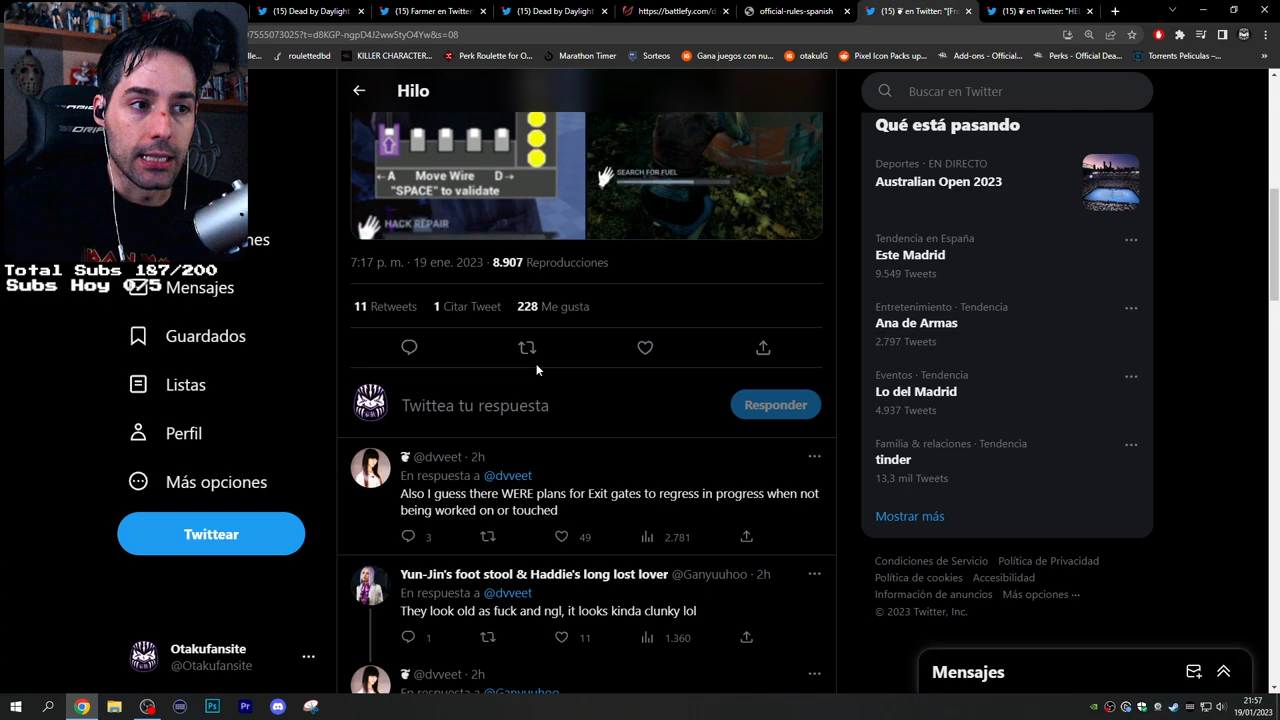 (15) Dead by Daylight
(15) Farmer en Twitter:
(15) Dead by Daylight
https://battlefy.com/d
official-rules-spanish
(15) ❦ en Twitter: "[Fr
(15) ❦ en Twitter: "HE
07555073025?t=d8KGP-ngpD4J2ww5tyO4Yw&s=08
roulettedbd
KILLER CHARACTER...
Perk Roulette for O...
Marathon Timer
Sorteos
Gana juegos con nu...
otakuIG
Pixel Icon Packs up...
Add-ons - Official...
Perks - Official Dea...
Torrents Peliculas –...
Hilo
Buscar en Twitter
←A Move Wire D→
"SPACE" to validate
HACK REPAIR
SEARCH FOR FUEL
7:17 p. m. · 19 ene. 2023 · 8.907 Reproducciones
11 Retweets 1 Citar Tweet 228 Me gusta
Twittea tu respuesta
Responder
@dvveet · 2h
En respuesta a @dvveet
Also I guess there WERE plans for Exit gates to regress in progress when not
being worked on or touched
3 49 2.781
Yun-Jin's foot stool & Haddie's long lost lover @Ganyuuhoo · 2h
En respuesta a @dvveet
They look old as fuck and ngl, it looks kinda clunky lol
1 11 1.360
@dvveet · 2h
En respuesta a @Ganyuuhoo
Qué está pasando
Deportes · EN DIRECTO
Australian Open 2023
Tendencia en España
Este Madrid
9.549 Tweets
Entretenimiento · Tendencia
Ana de Armas
2.797 Tweets
Eventos · Tendencia
Lo del Madrid
4.937 Tweets
Familia & relaciones · Tendencia
tinder
13,3 mil Tweets
Mostrar más
Condiciones de Servicio Política de Privacidad
Política de cookies Accesibilidad
Información de anuncios Más opciones ···
© 2023 Twitter, Inc.
Mensajes
nes
Total Subs 187/200
Subs Hoy 0/5
Mensajes
Guardados
Listas
Perfil
Más opciones
Twittear
Otakufansite
@Otakufansite
21:57
19/01/2023